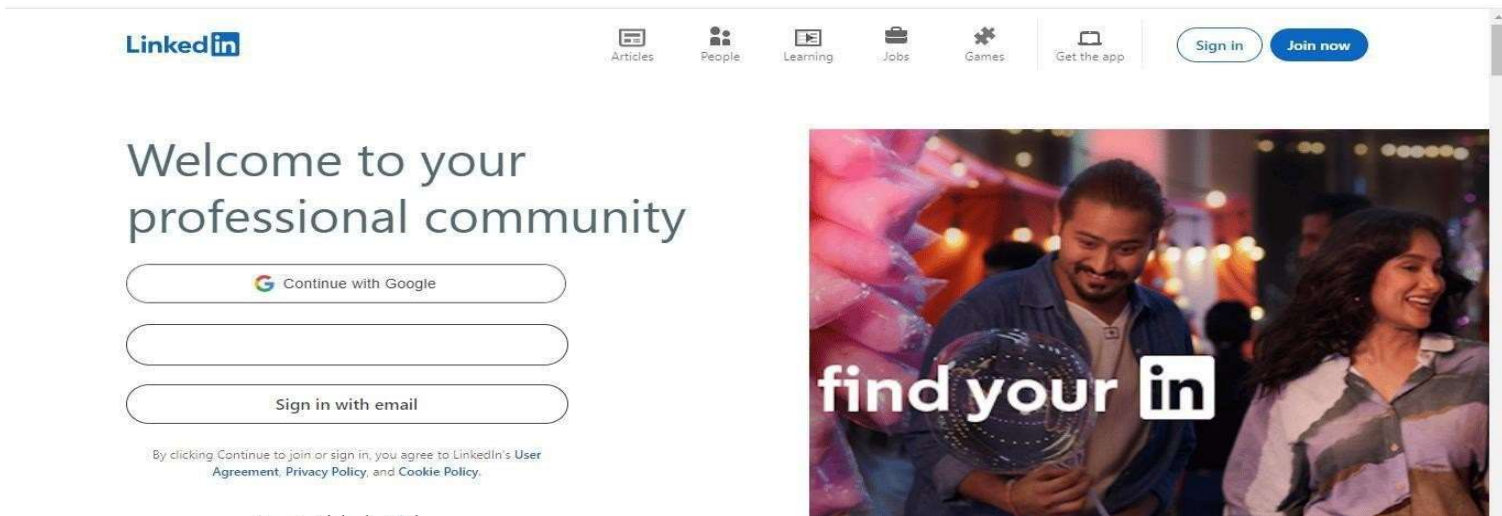 Linked in
Articles People Learning Jobs Games Get the app Sign in Join now
Welcome to your
professional community
Continue with Google
Sign in with email
By clicking Continue to join or sign in, you agree to LinkedIn's User
Agreement, Privacy Policy, and Cookie Policy.
find your in